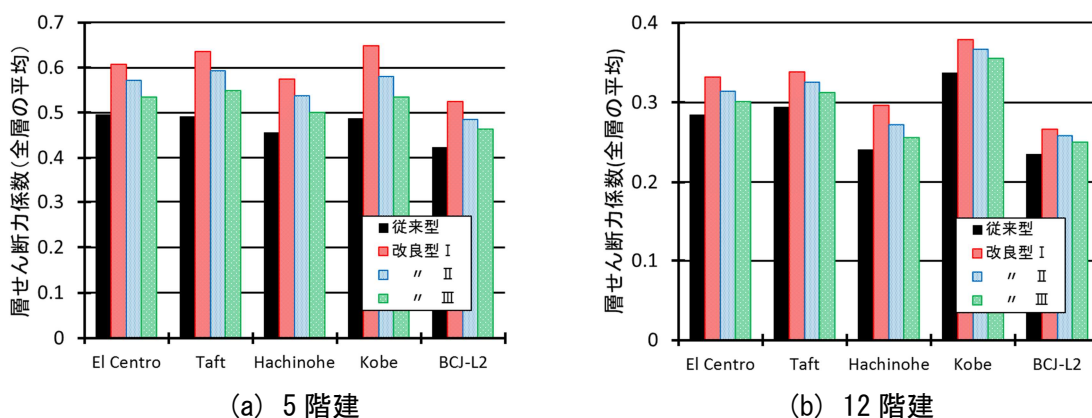 層せん断力係数(全層の平均)
0.7
0.6
0.5
0.4
0.3
0.2
0.1
0
従来型
改良型 Ⅰ
〃 Ⅱ
〃 Ⅲ
El Centro Taft Hachinohe Kobe BCJ-L2
(a) 5 階建
層せん断力係数(全層の平均)
0.4
0.3
0.2
0.1
0
従来型
改良型 Ⅰ
〃 Ⅱ
〃 Ⅲ
El Centro Taft Hachinohe Kobe BCJ-L2
(b) 12 階建